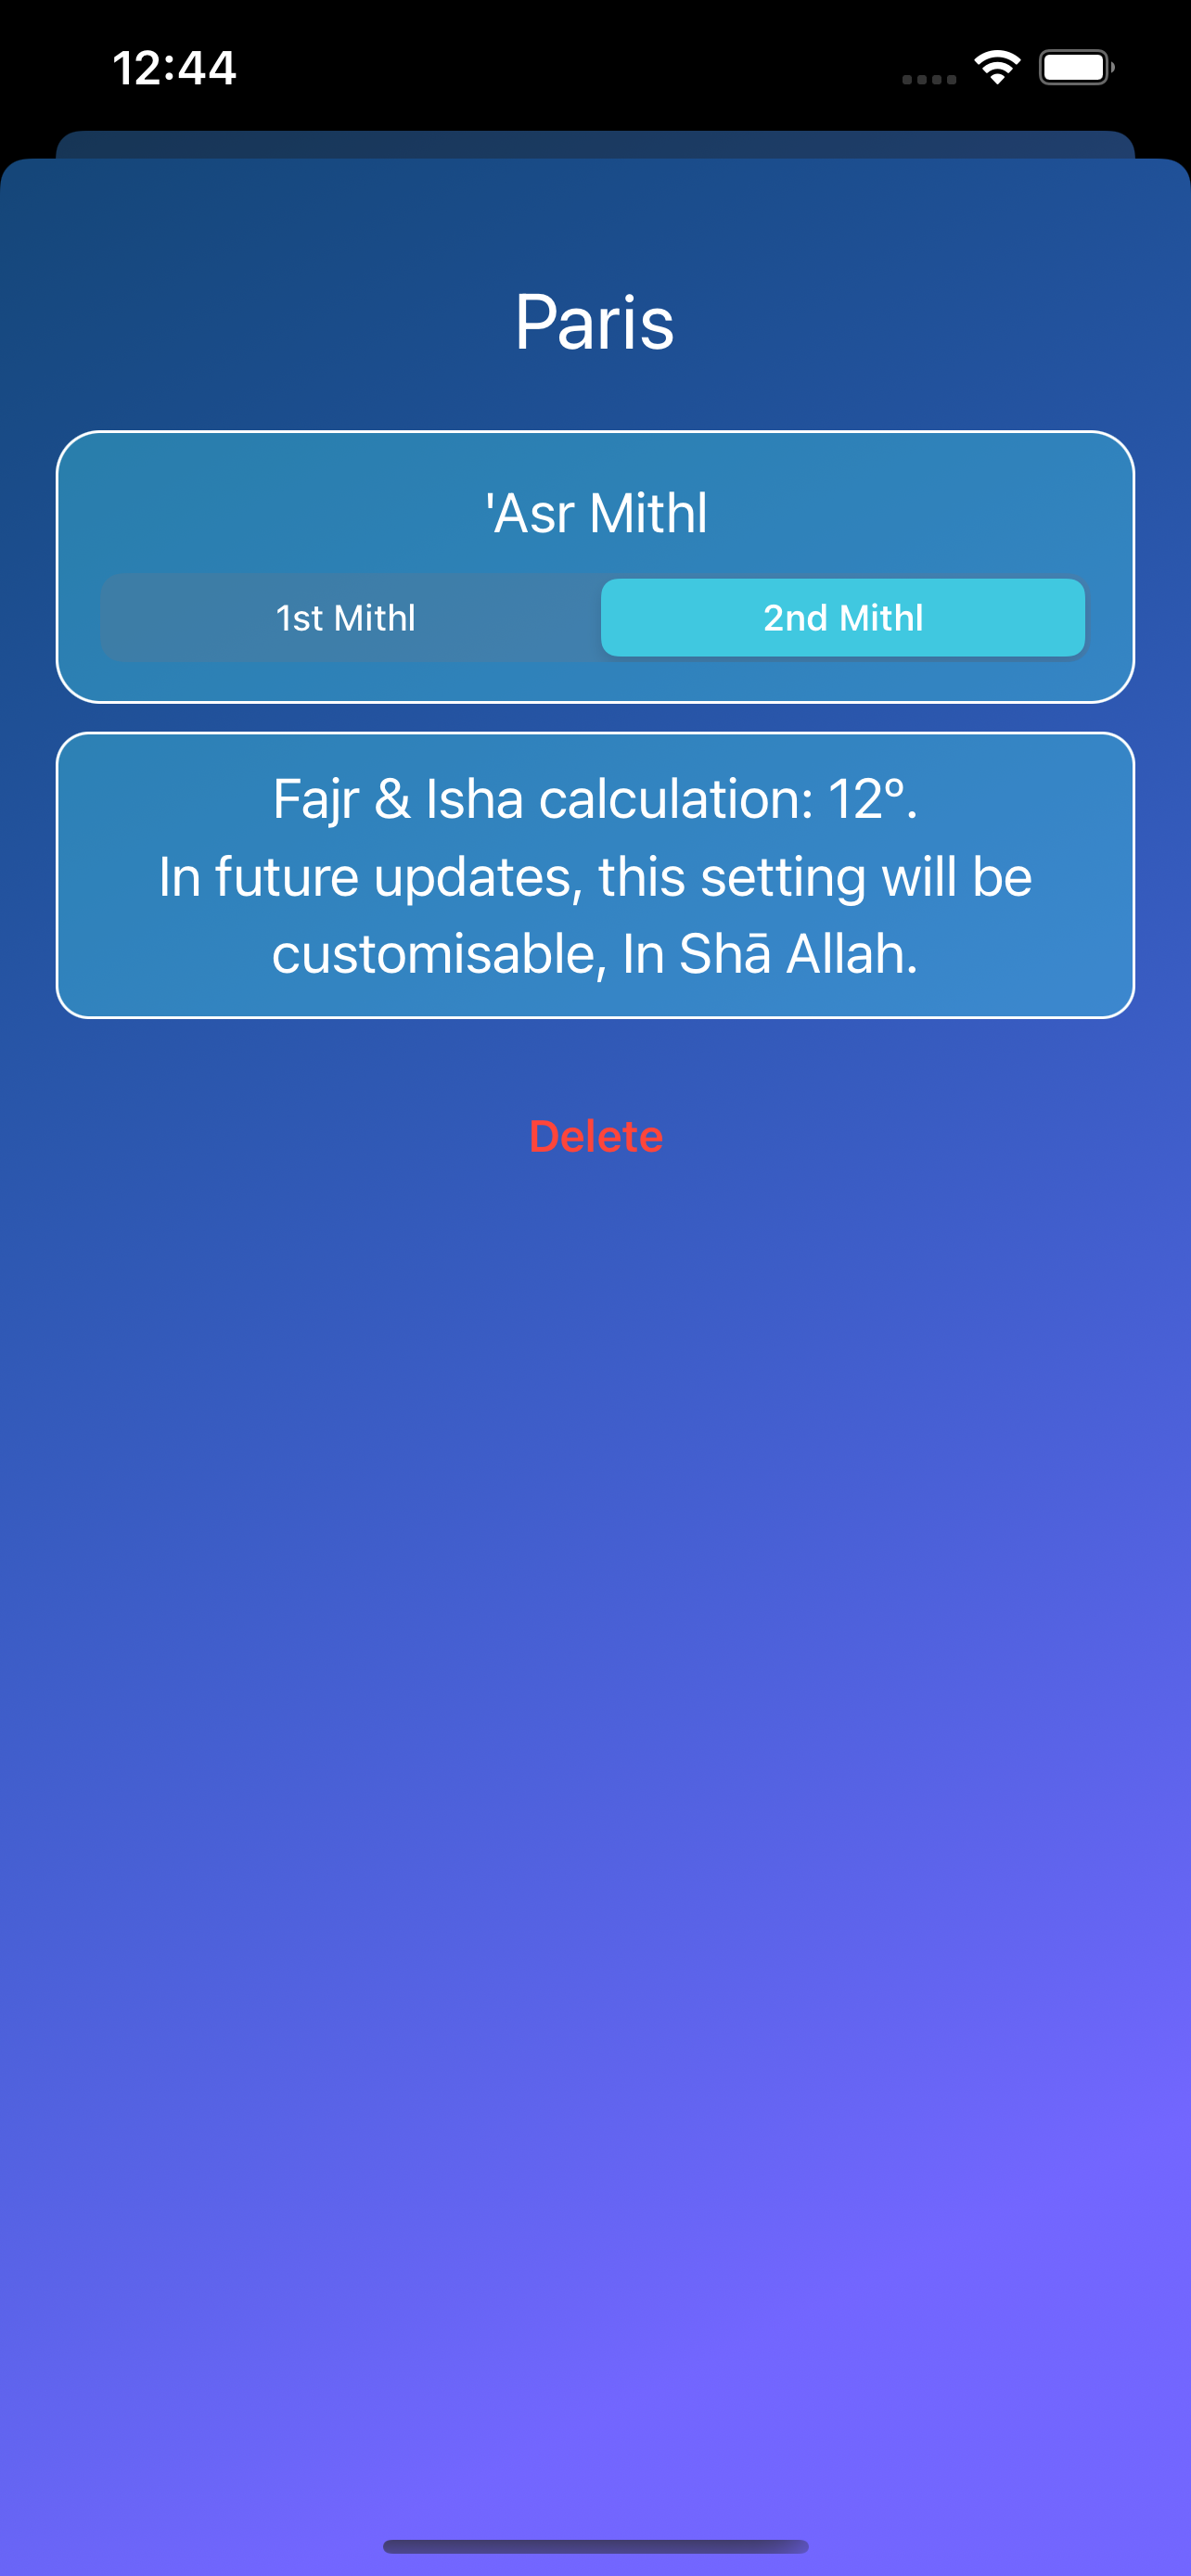 12:44
Paris
'Asr Mithl
1st Mithl
2nd Mithl
Fajr & Isha calculation: 12º.
In future updates, this setting will be
customisable, In Shā Allah.
Delete